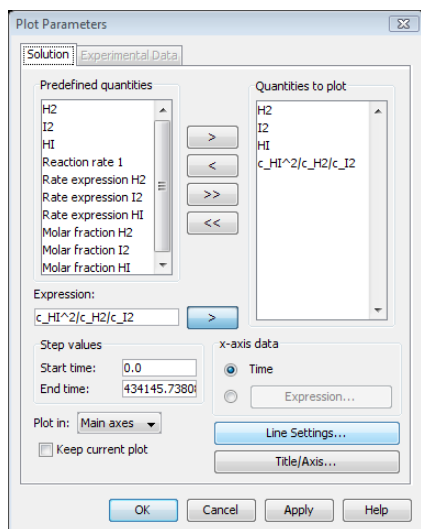 Plot Parameters
Solution
Experimental Data
Predefined quantities
H2
I2
HI
Reaction rate 1
Rate expression H2
Rate expression I2
Rate expression HI
Molar fraction H2
Molar fraction I2
Molar fraction HI
>
<
>>
<<
Quantities to plot
H2
I2
HI
c_HI^2/c_H2/c_I2
Expression:
c_HI^2/c_H2/c_I2
>
Step values
Start time: 0.0
End time: 434145.7380
x-axis data
Time
Expression...
Plot in: Main axes
Keep current plot
Line Settings...
Title/Axis...
OK Cancel Apply Help